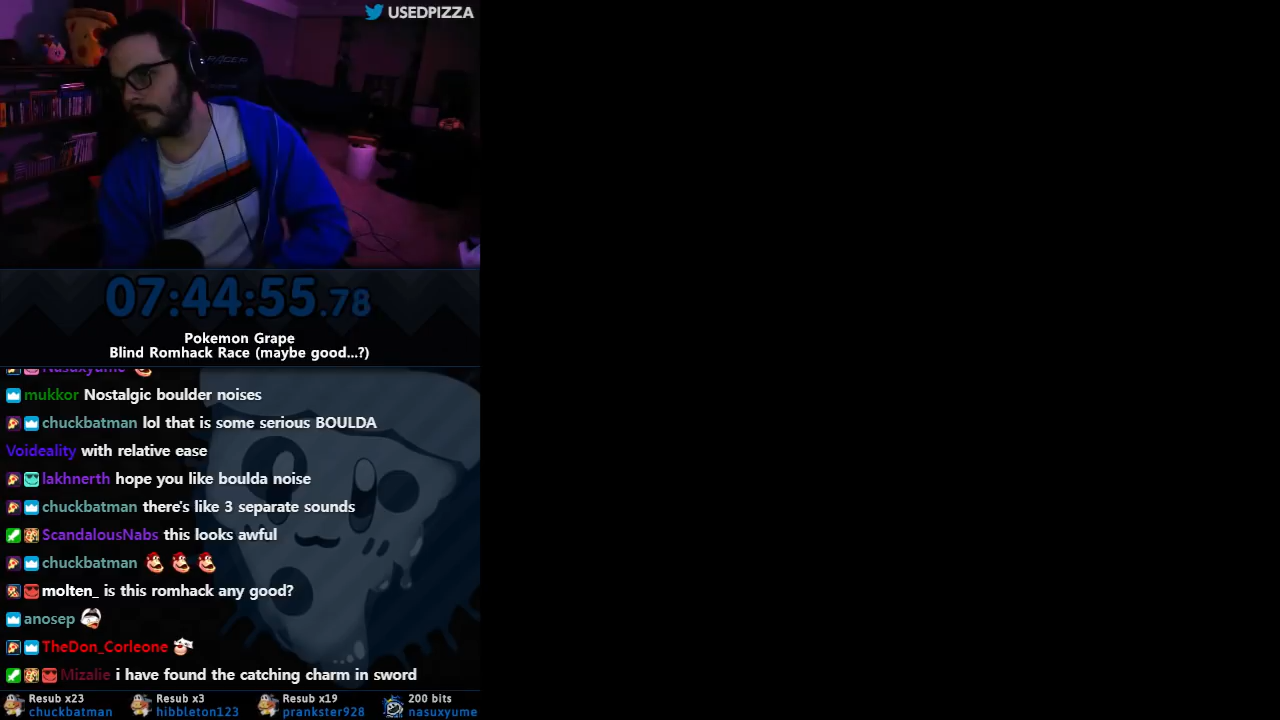 USEDPIZZA
RACER
07:44:55.78
Pokemon Grape
Blind Romhack Race (maybe good...?)
Nasuxyume
mukkor Nostalgic boulder noises
chuckbatman lol that is some serious BOULDA
Voideality with relative ease
lakhnerth hope you like boulda noise
chuckbatman there's like 3 separate sounds
ScandalousNabs this looks awful
chuckbatman
molten_ is this romhack any good?
anosep
TheDon_Corleone
Mizalie i have found the catching charm in sword
Resub x23 Resub x3 Resub x19 200 bits
chuckbatman hibbleton123 prankster928 nasuxyume